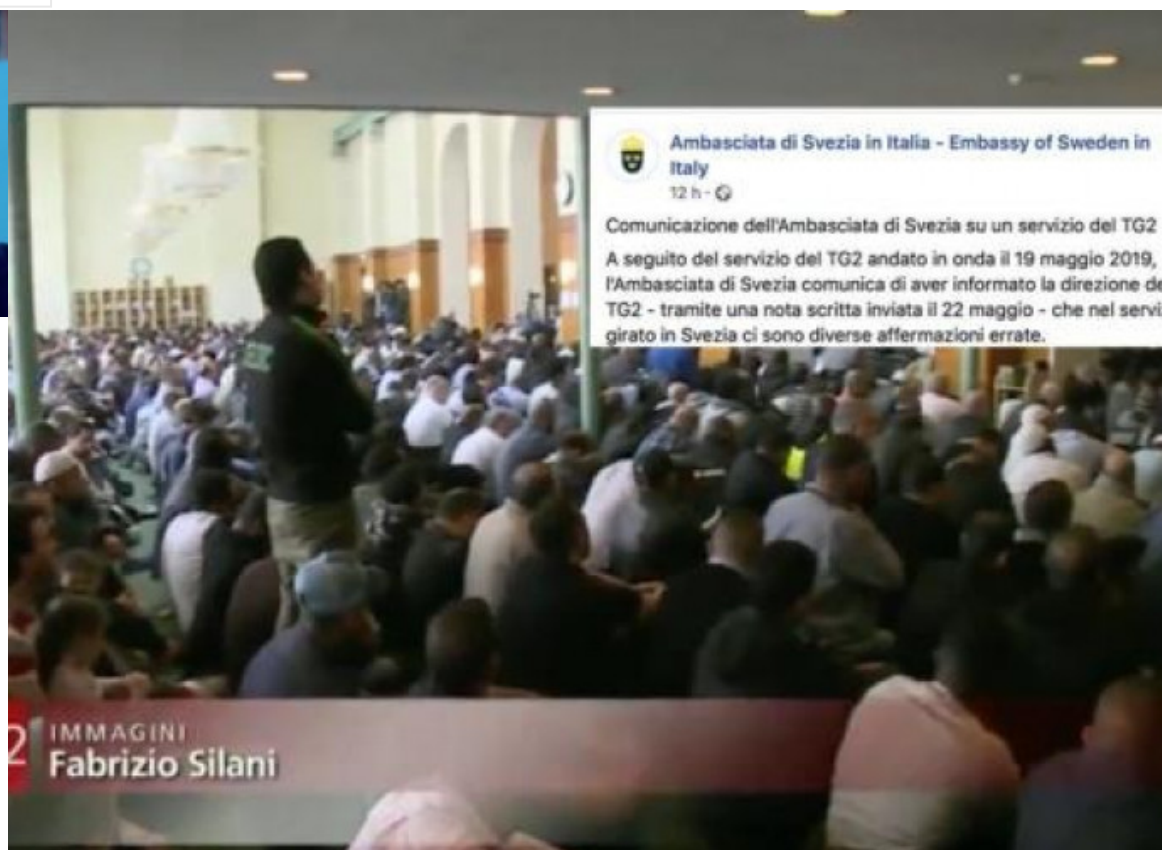 Ambasciata di Svezia in Italia - Embassy of Sweden in
Italy
12 h -
Comunicazione dell'Ambasciata di Svezia su un servizio del TG2
A seguito del servizio del TG2 andato in onda il 19 maggio 2019,
l'Ambasciata di Svezia comunica di aver informato la direzione de
TG2 - tramite una nota scritta inviata il 22 maggio - che nel serviz
girato in Svezia ci sono diverse affermazioni errate.
2 IMMAGINI
Fabrizio Silani